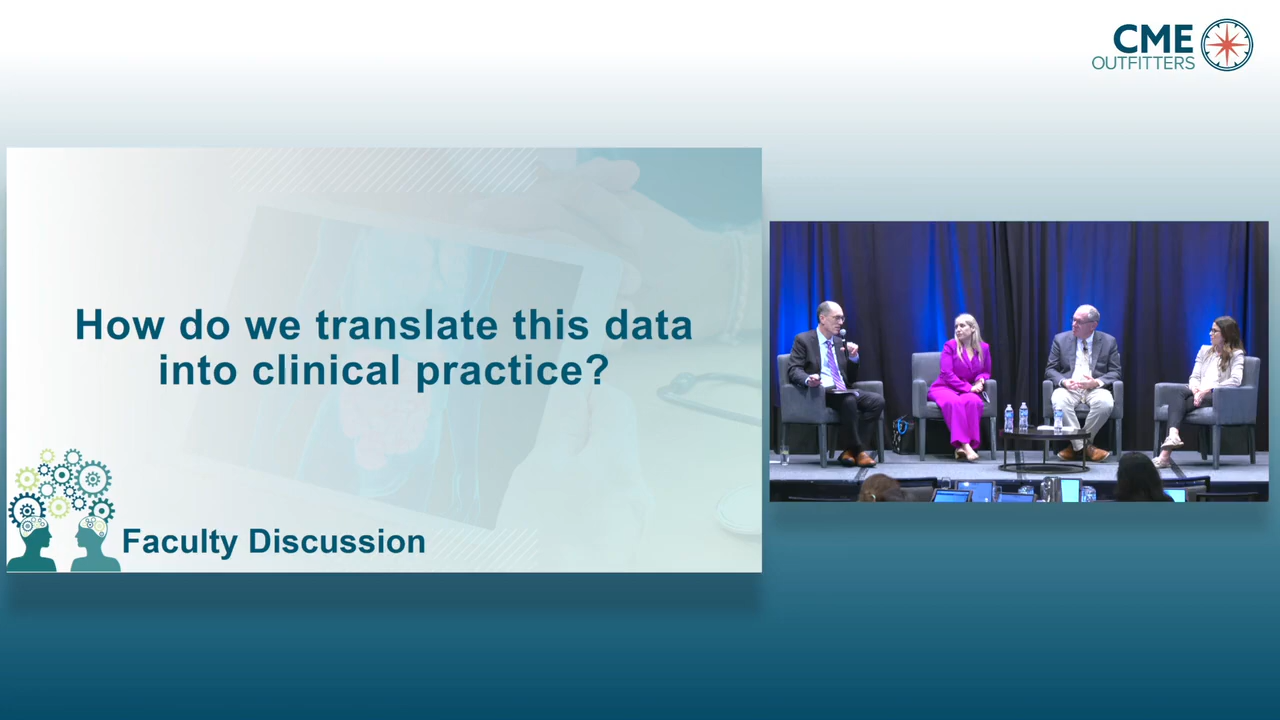 CME
OUTFITTERS
How do we translate this data
into clinical practice?
Faculty Discussion